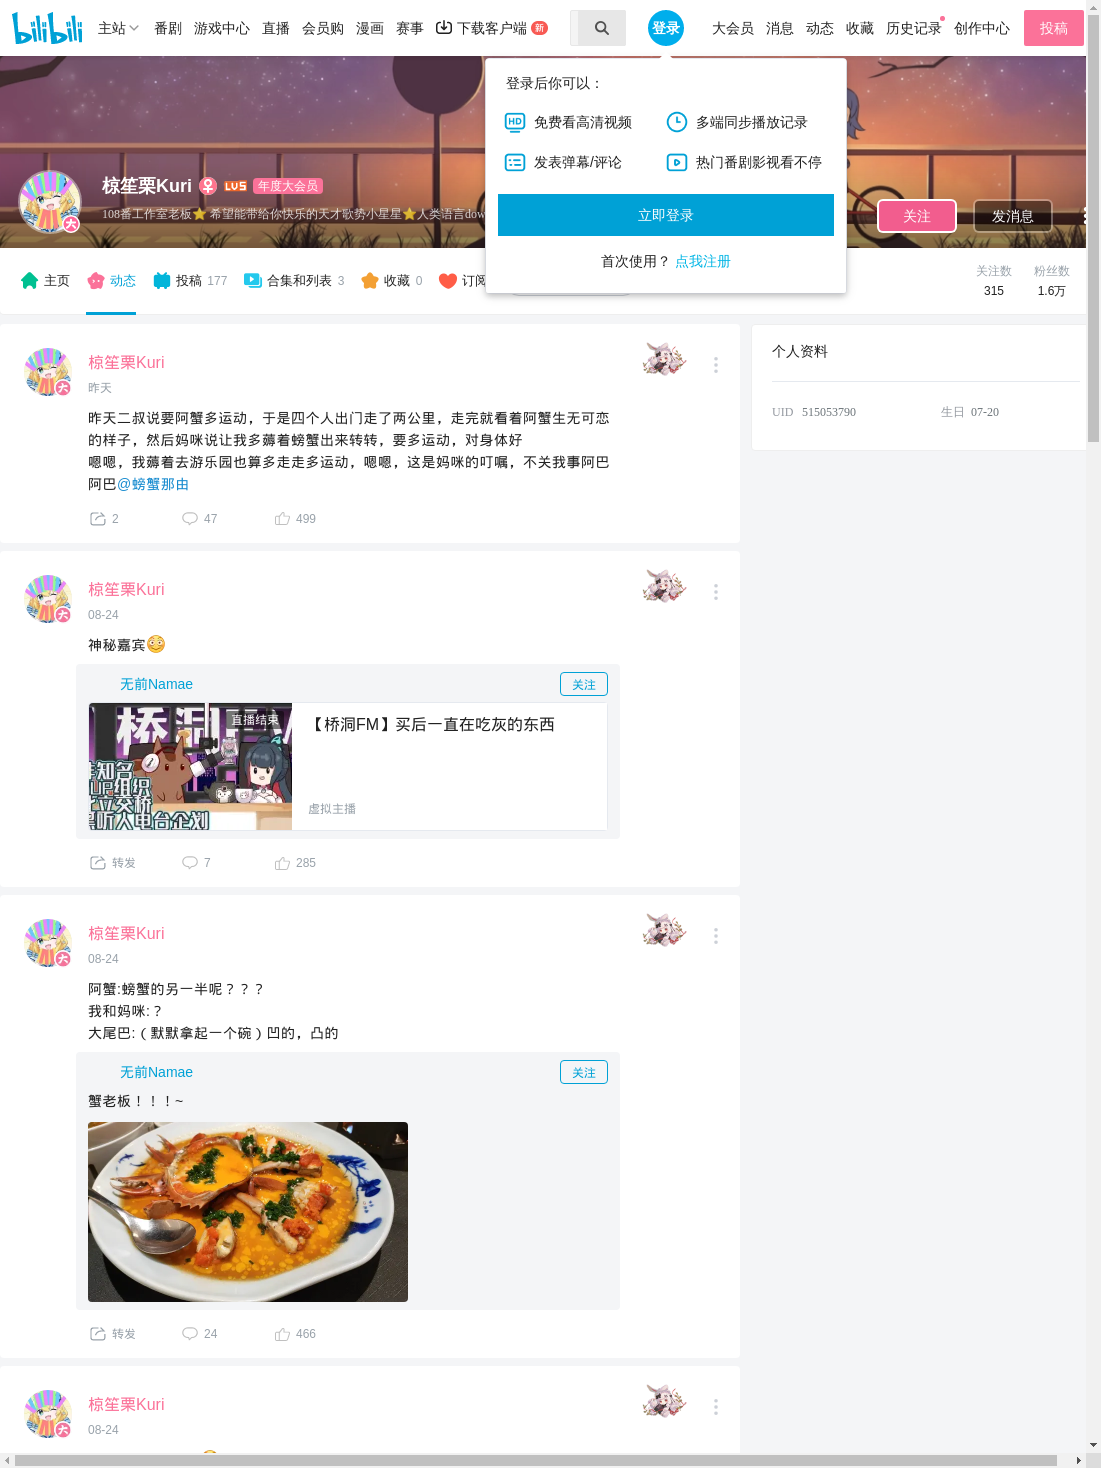 bilibili 主站 番剧 游戏中心 直播 会员购 漫画 赛事 下载客户端 新 登录 大会员 消息 动态 收藏 历史记录 创作中心 投稿
登录后你可以：
免费看高清视频 多端同步播放记录
发表弹幕/评论 热门番剧影视看不停
立即登录
首次使用？ 点我注册
椋笙栗Kuri LV5 年度大会员
大
108番工作室老板⭐ 希望能带给你快乐的天才歌势小星星⭐人类语言dow
关注 发消息
主页 动态 投稿 177 合集和列表 3 收藏 0 订阅
关注数 粉丝数
315 1.6万
个人资料
UID 515053790 生日 07-20
椋笙栗Kuri
昨天
大
昨天二叔说要阿蟹多运动，于是四个人出门走了两公里，走完就看着阿蟹生无可恋
的样子，然后妈咪说让我多薅着螃蟹出来转转，要多运动，对身体好
嗯嗯，我薅着去游乐园也算多走走多运动，嗯嗯，这是妈咪的叮嘱，不关我事阿巴
阿巴@螃蟹那由
2 47 499
椋笙栗Kuri
08-24
大
神秘嘉宾😳
无前Namae 关注
直播结束
桥洞
【桥洞FM】买后一直在吃灰的东西
虚拟主播
转发 7 285
椋笙栗Kuri
08-24
大
阿蟹:螃蟹的另一半呢？？？
我和妈咪:？
大尾巴:（默默拿起一个碗）凹的，凸的
无前Namae 关注
蟹老板！！！~
转发 24 466
椋笙栗Kuri
08-24
大